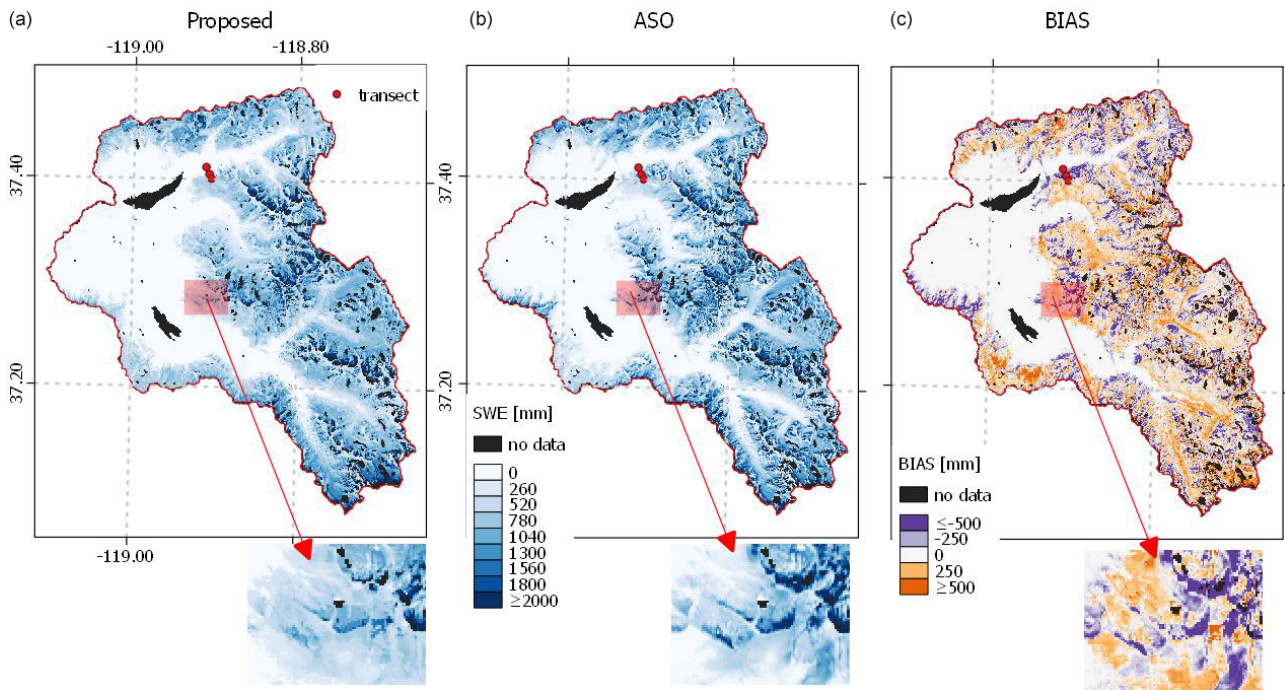 (a) Proposed
(b) ASO
(c) BIAS
-119.00 -118.80
transect
37.40
37.40
37.20
37.20
-119.00
SWE [mm]
no data
0
260
520
780
1040
1300
1560
1800
≥2000
BIAS [mm]
no data
≤-500
-250
0
250
≥500